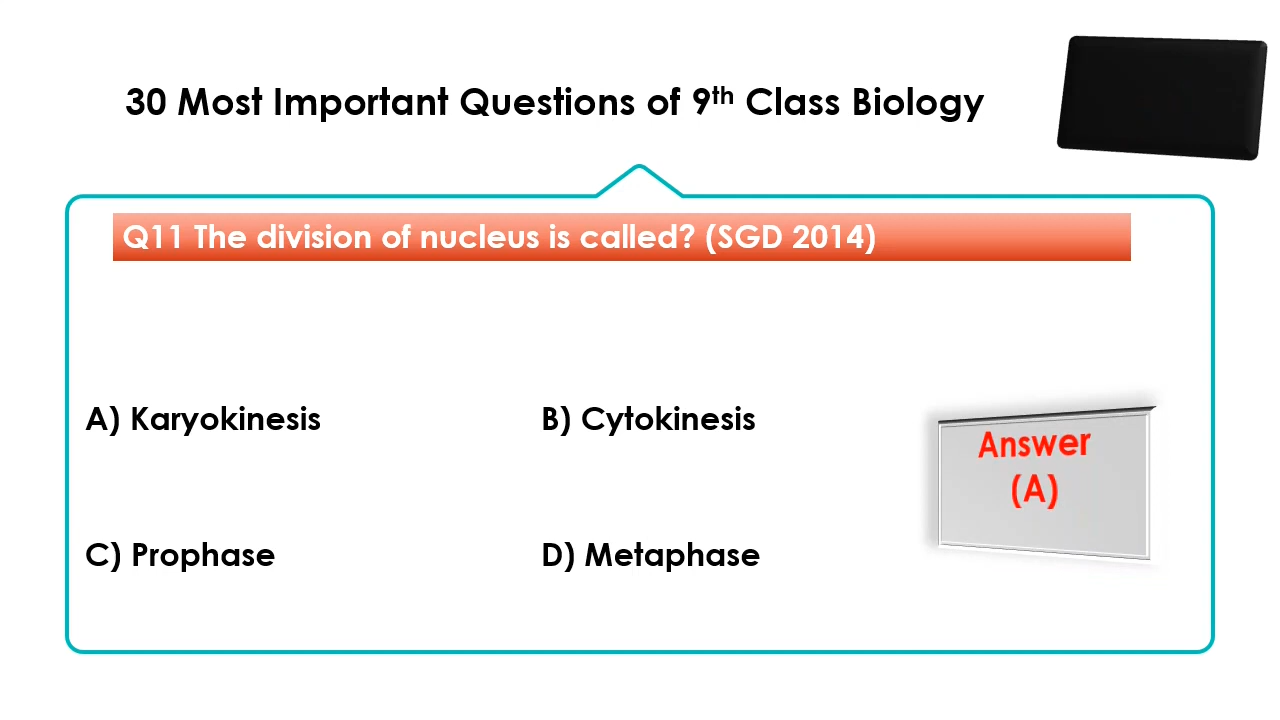 30 Most Important Questions of 9th Class Biology
Q11 The division of nucleus is called? (SGD 2014)
A) Karyokinesis
B) Cytokinesis
C) Prophase
D) Metaphase
Answer
(A)